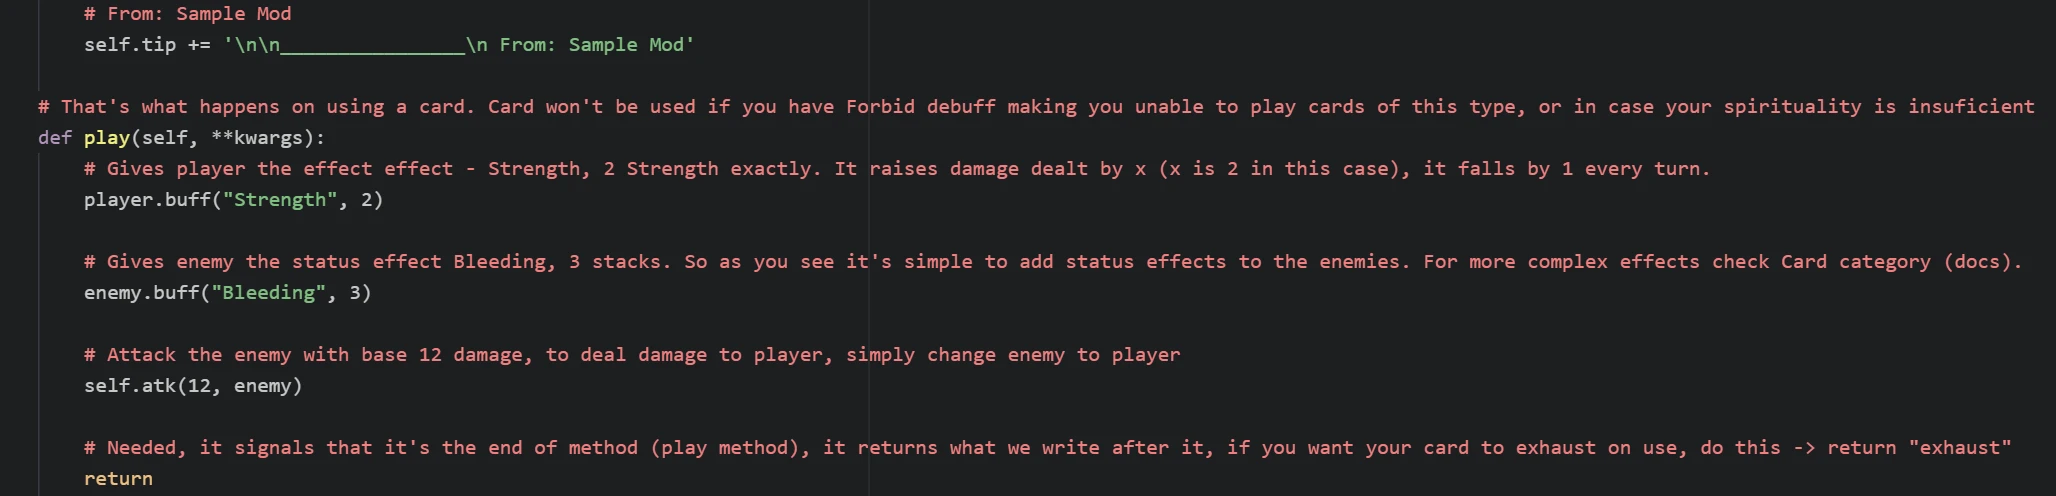 # From: Sample Mod
self.tip += '\n\n________________\n From: Sample Mod'
# That's what happens on using a card. Card won't be used if you have Forbid debuff making you unable to play cards of this type, or in case your spirituality is insuficient
def play(self, **kwargs):
# Gives player the effect effect - Strength, 2 Strength exactly. It raises damage dealt by x (x is 2 in this case), it falls by 1 every turn.
player.buff("Strength", 2)
# Gives enemy the status effect Bleeding, 3 stacks. So as you see it's simple to add status effects to the enemies. For more complex effects check Card category (docs).
enemy.buff("Bleeding", 3)
# Attack the enemy with base 12 damage, to deal damage to player, simply change enemy to player
self.atk(12, enemy)
# Needed, it signals that it's the end of method (play method), it returns what we write after it, if you want your card to exhaust on use, do this -> return "exhaust"
return